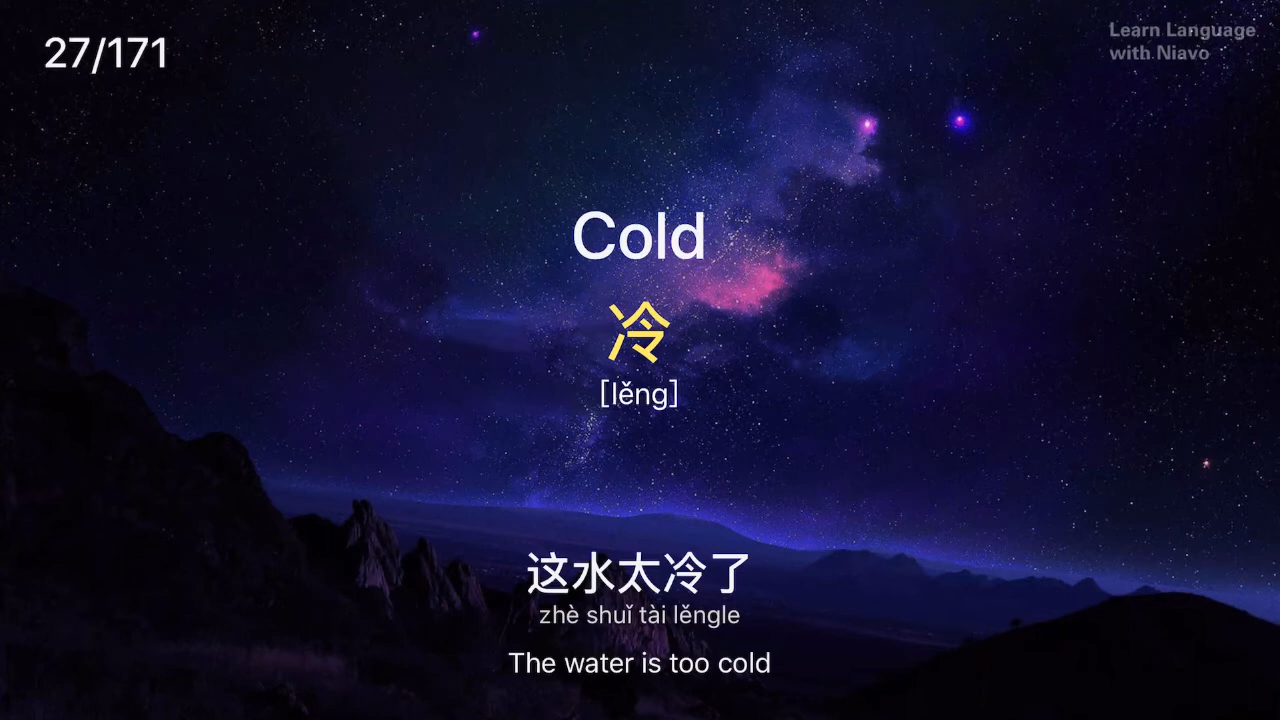 27/171
Learn Language
with Niavo
Cold
冷
[lěng]
这水太冷了
zhè shuǐ tài lěngle
The water is too cold